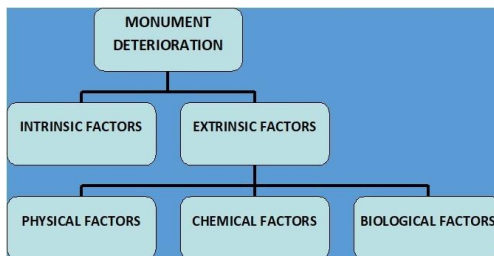 MONUMENT
DETERIORATION
INTRINSIC FACTORS
EXTRINSIC FACTORS
PHYSICAL FACTORS
CHEMICAL FACTORS
BIOLOGICAL FACTORS